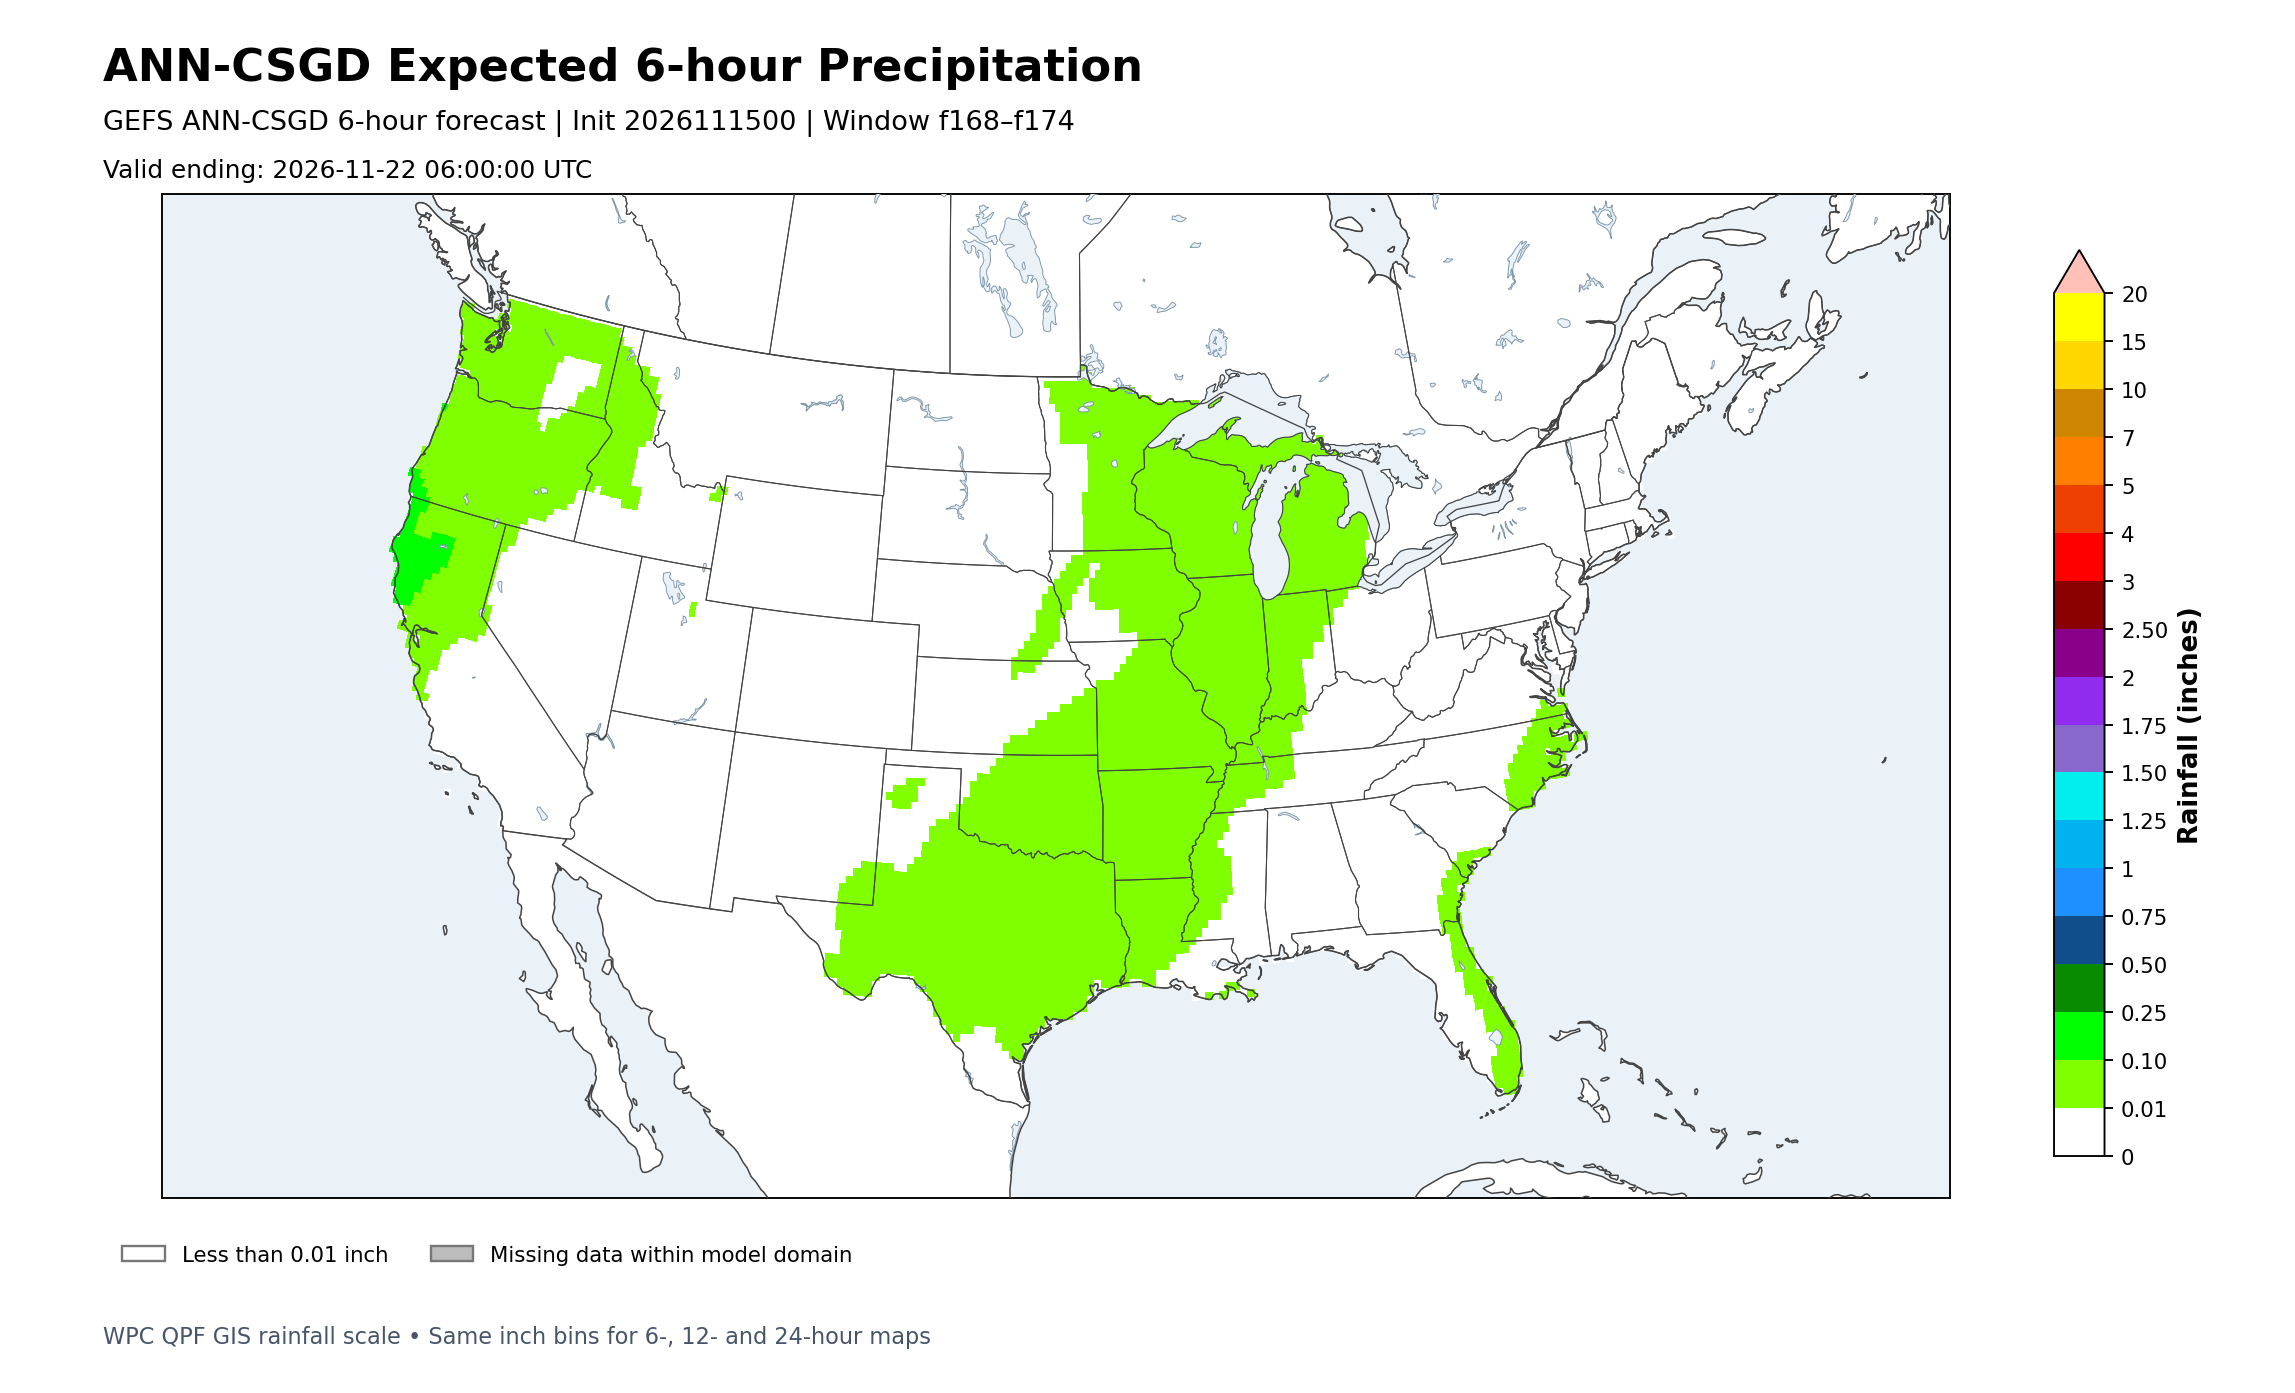 ANN-CSGD Expected 6-hour Precipitation
GEFS ANN-CSGD 6-hour forecast | Init 2026111500 | Window f168–f174
Valid ending: 2026-11-22 06:00:00 UTC
20
15
10
7
5
4
3
2.50
2
1.75
1.50
1.25
1
0.75
0.50
0.25
0.10
0.01
0
Rainfall (inches)
Less than 0.01 inch
Missing data within model domain
WPC QPF GIS rainfall scale • Same inch bins for 6-, 12- and 24-hour maps